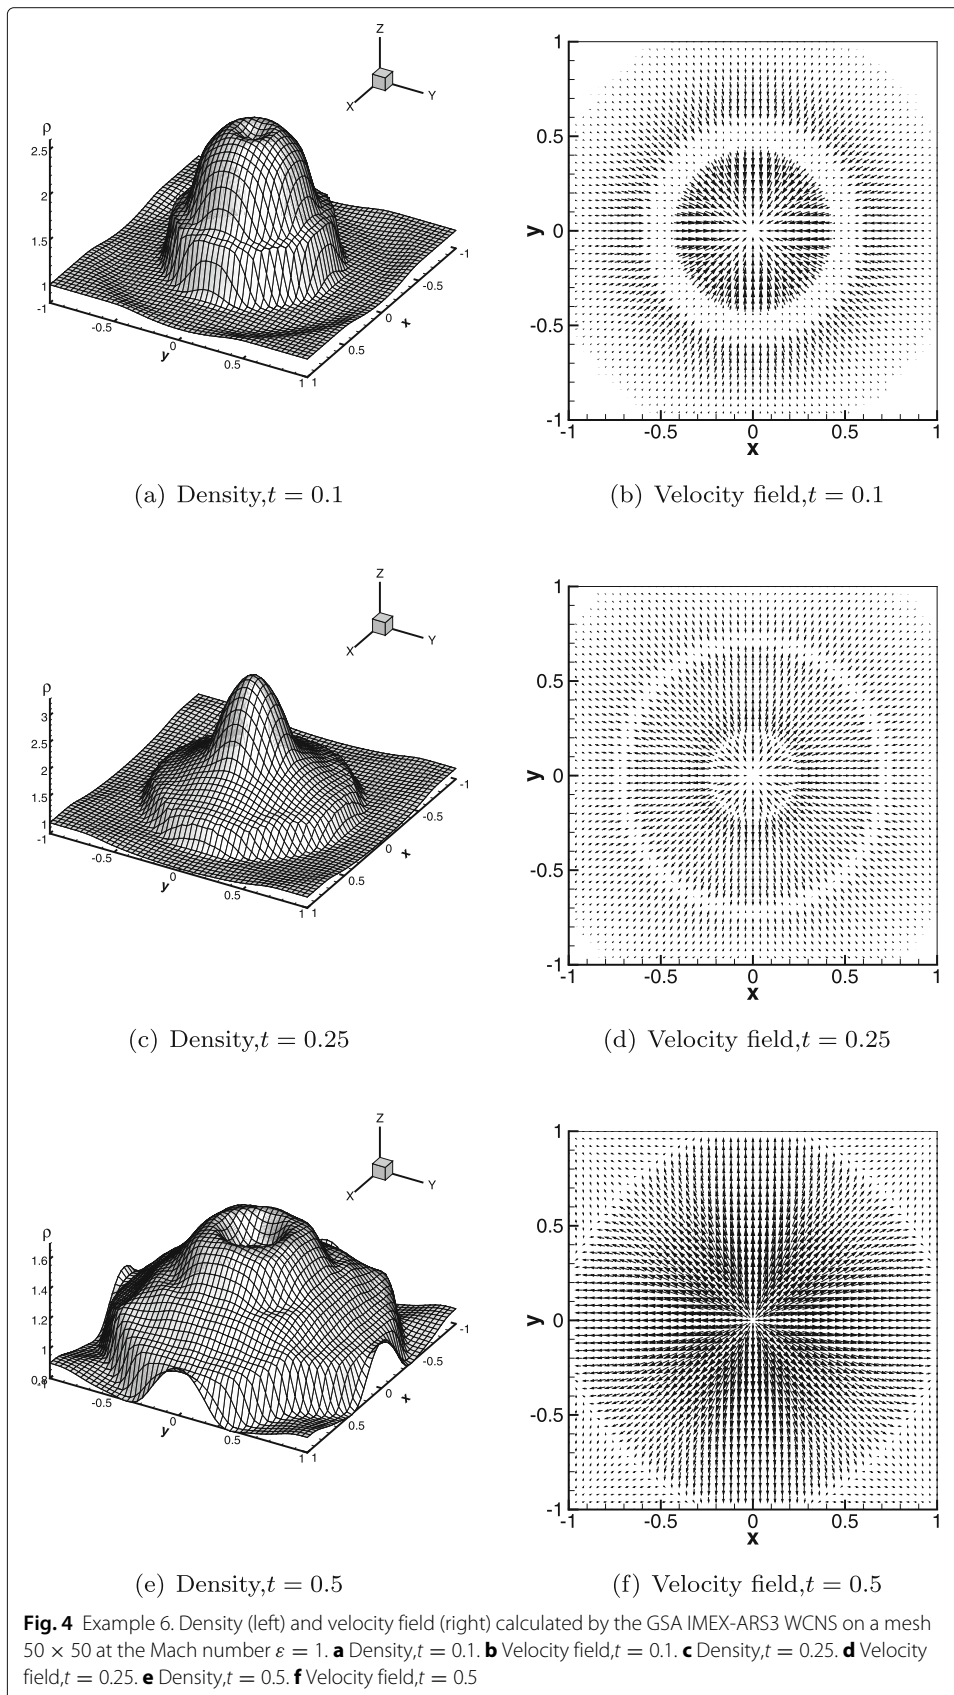 Z
X
Y
ρ
2.5
2
1.5
1
-1
-0.5
0
0.5
1
y
1
0.5
0
-0.5
-1
x
1
0.5
0
-0.5
-1
y
-1
-0.5
0
0.5
1
x
(a) Density,t = 0.1
(b) Velocity field,t = 0.1
Z
X
Y
ρ
3
2.5
2
1.5
1
-1
-0.5
0
0.5
1
y
1
0.5
0
-0.5
-1
x
1
0.5
0
-0.5
-1
y
-1
-0.5
0
0.5
1
x
(c) Density,t = 0.25
(d) Velocity field,t = 0.25
Z
X
Y
ρ
1.6
1.4
1.2
1
0.8
-1
-0.5
0
0.5
1
y
1
0.5
0
-0.5
-1
x
1
0.5
0
-0.5
-1
y
-1
-0.5
0
0.5
1
x
(e) Density,t = 0.5
(f) Velocity field,t = 0.5
Fig. 4 Example 6. Density (left) and velocity field (right) calculated by the GSA IMEX-ARS3 WCNS on a mesh
50 × 50 at the Mach number ε = 1. a Density,t = 0.1. b Velocity field,t = 0.1. c Density,t = 0.25. d Velocity
field,t = 0.25. e Density,t = 0.5. f Velocity field,t = 0.5